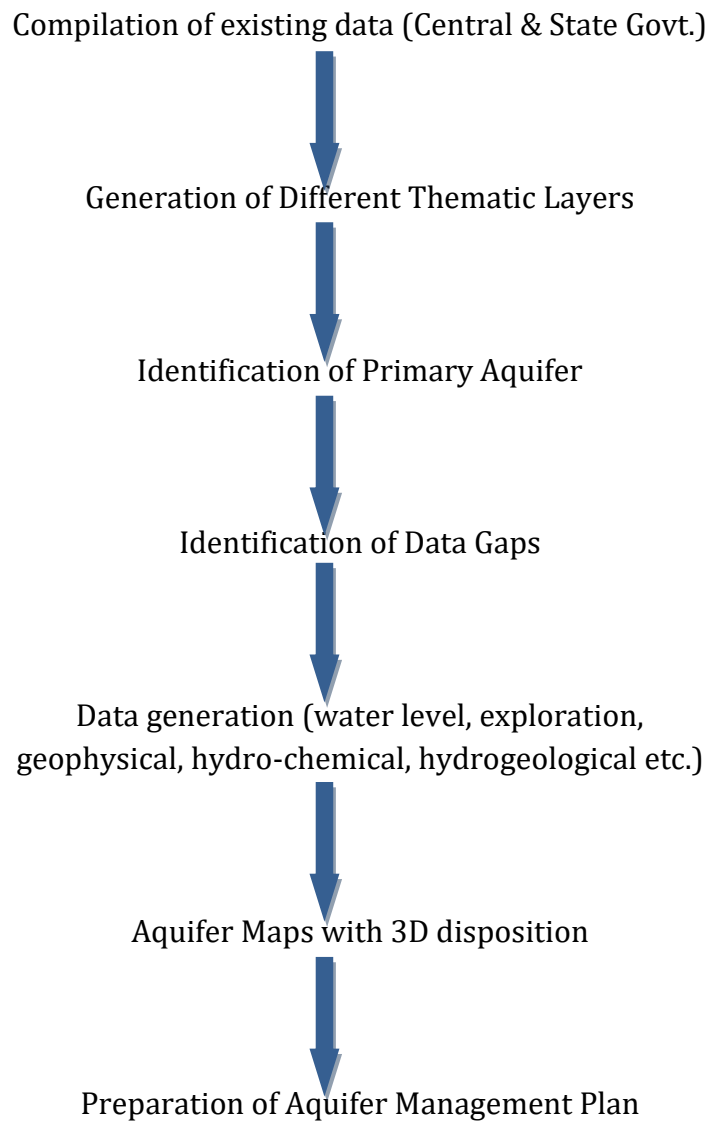 Compilation of existing data (Central & State Govt.)
Generation of Different Thematic Layers
Identification of Primary Aquifer
Identification of Data Gaps
Data generation (water level, exploration,
geophysical, hydro-chemical, hydrogeological etc.)
Aquifer Maps with 3D disposition
Preparation of Aquifer Management Plan